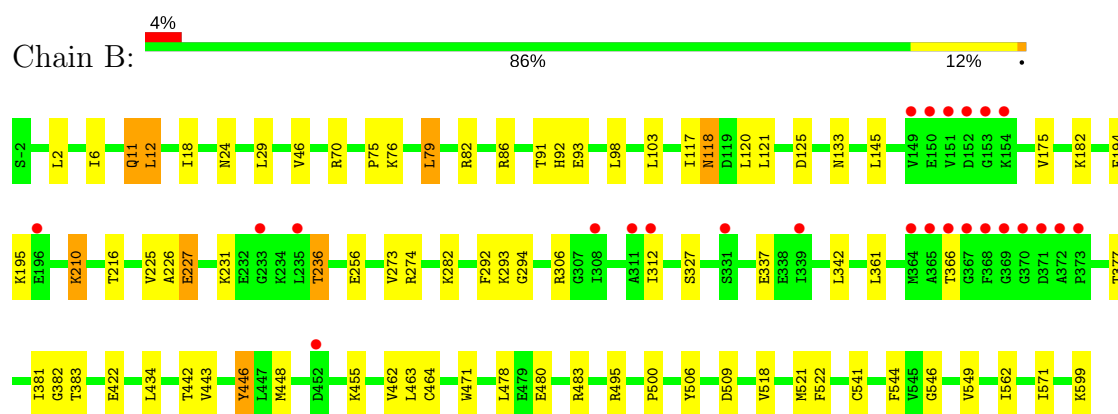 4%
Chain B:
86% 12% •
S-2 L2 I6 Q11 L12 I18 N24 L29 V46 R70 P75 K76 L79 R82 R86 T91 H92 E93 L98 L103 I117 N118 D119 L120 L121 D125 N133 L145 V149 E150 V151 D152 G153 K154 V175 K182 E194
K195 E196 K210 T216 V225 A226 E227 K231 E232 G233 K234 L235 T236 E256 V273 R274 K282 F292 K293 G294 R306 G307 I308 A311 I312 S327 S331 E337 E338 I339 L342 L361 M364 A365 T366 G367 F368 G369 G370 D371 A372 P373 T377
I381 G382 T383 E422 L434 T442 V443 Y446 L447 M448 D452 K455 V462 L463 C464 W471 L478 E479 E480 R483 R495 P500 Y506 D509 V518 M521 F522 C541 F544 V545 G546 V549 I562 I571 K599